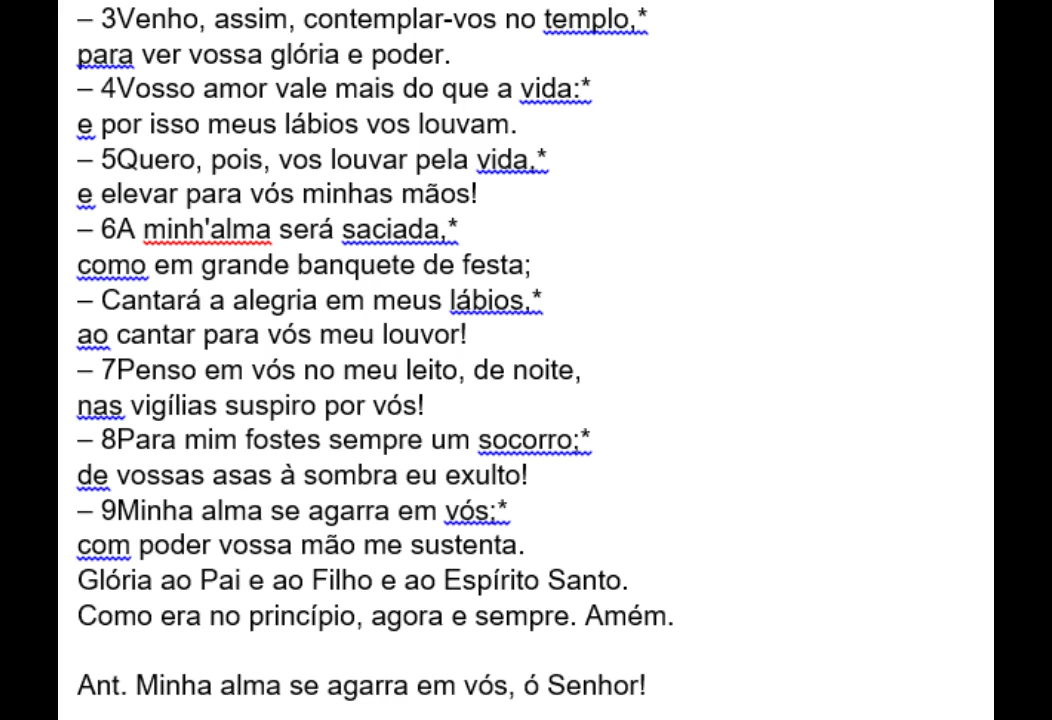 – 3Venho, assim, contemplar-vos no templo,*
para ver vossa glória e poder.
– 4Vosso amor vale mais do que a vida:*
e por isso meus lábios vos louvam.
– 5Quero, pois, vos louvar pela vida,*
e elevar para vós minhas mãos!
– 6A minh'alma será saciada,*
como em grande banquete de festa;
– Cantará a alegria em meus lábios,*
ao cantar para vós meu louvor!
– 7Penso em vós no meu leito, de noite,
nas vigílias suspiro por vós!
– 8Para mim fostes sempre um socorro;*
de vossas asas à sombra eu exulto!
– 9Minha alma se agarra em vós;*
com poder vossa mão me sustenta.
Glória ao Pai e ao Filho e ao Espírito Santo.
Como era no princípio, agora e sempre. Amém.
Ant. Minha alma se agarra em vós, ó Senhor!